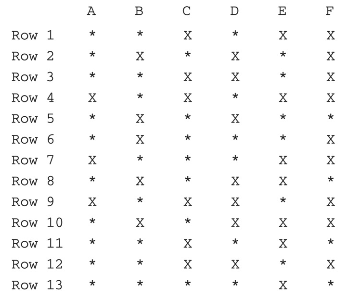 A B C D E F
Row 1 * * X * X X
Row 2 * X * X * X
Row 3 * * X X * X
Row 4 X * X * X X
Row 5 * X * X * *
Row 6 * X * * * X
Row 7 X * * * X X
Row 8 * X * X X *
Row 9 X * X X * X
Row 10 * X * X X X
Row 11 * * X * X *
Row 12 * * X X * X
Row 13 * * * * X *